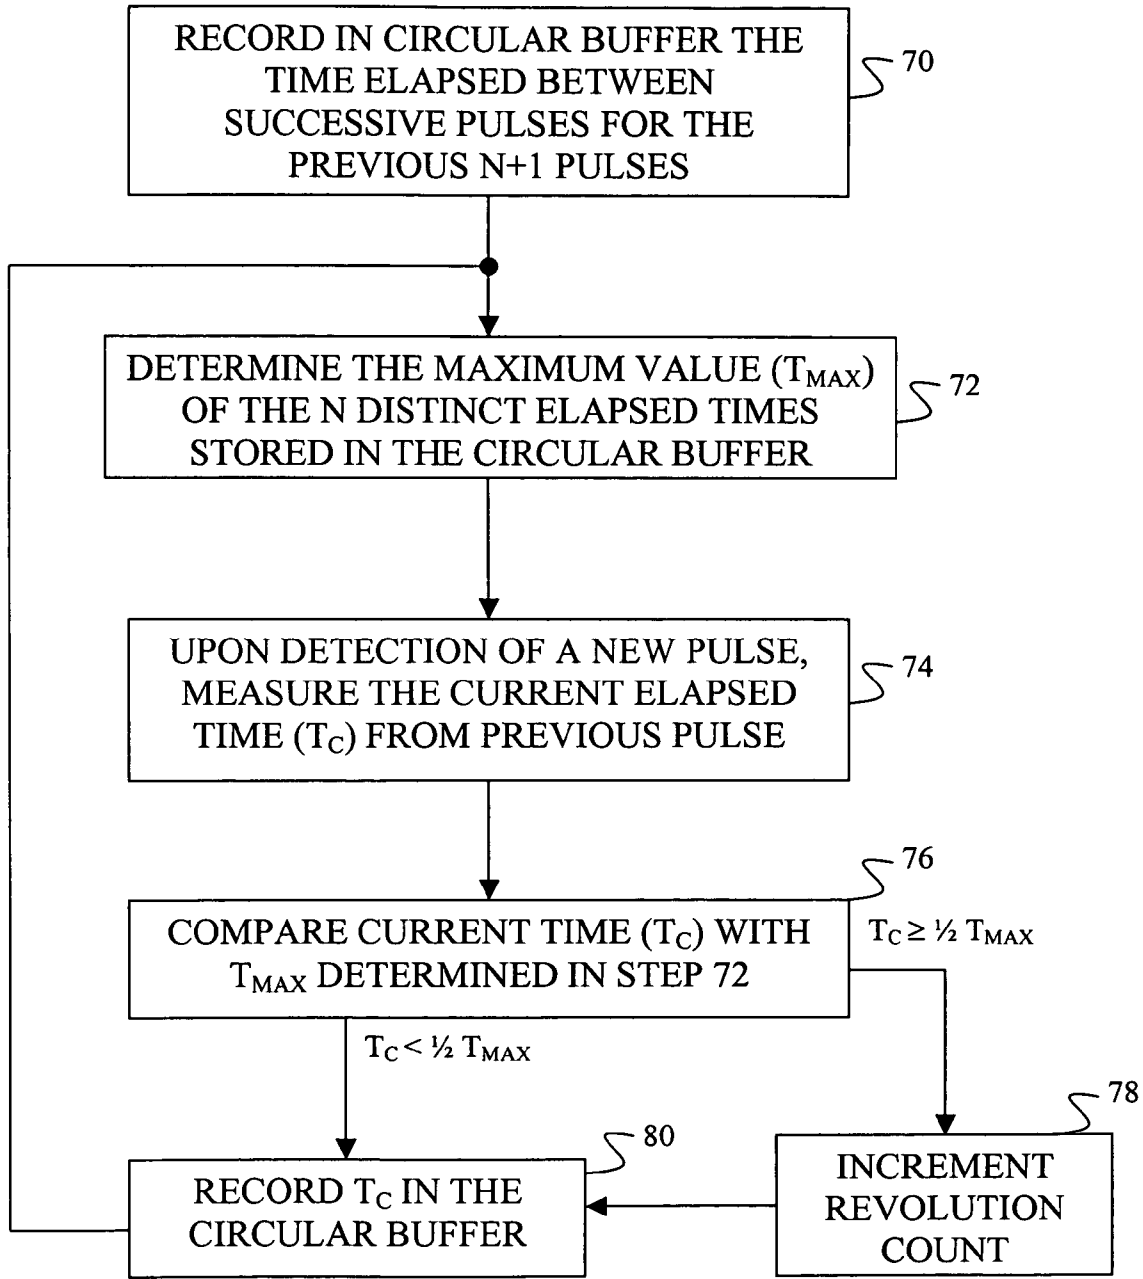 RECORD IN CIRCULAR BUFFER THE
TIME ELAPSED BETWEEN
SUCCESSIVE PULSES FOR THE
PREVIOUS N+1 PULSES
70
DETERMINE THE MAXIMUM VALUE (TMAX)
OF THE N DISTINCT ELAPSED TIMES
STORED IN THE CIRCULAR BUFFER
72
UPON DETECTION OF A NEW PULSE,
MEASURE THE CURRENT ELAPSED
TIME (TC) FROM PREVIOUS PULSE
74
76
COMPARE CURRENT TIME (TC) WITH
TMAX DETERMINED IN STEP 72
TC ≥ ½ TMAX
TC < ½ TMAX
78
80
RECORD TC IN THE
CIRCULAR BUFFER
INCREMENT
REVOLUTION
COUNT